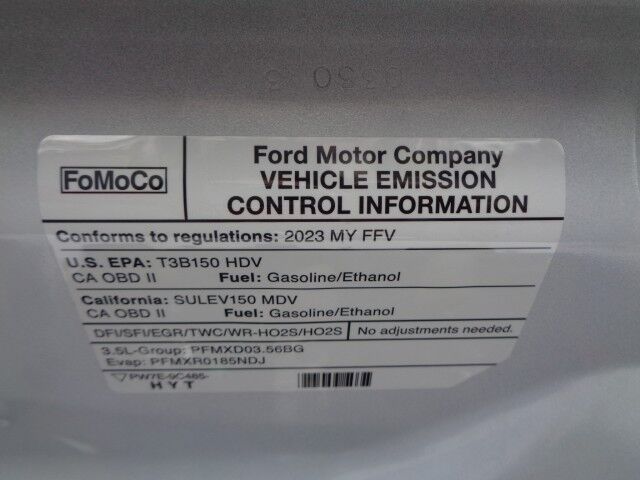 FoMoCo
Ford Motor Company
VEHICLE EMISSION
CONTROL INFORMATION
Conforms to regulations: 2023 MY FFV
U.S. EPA: T3B150 HDV
CA OBD II Fuel: Gasoline/Ethanol
California: SULEV150 MDV
CA OBD II Fuel: Gasoline/Ethanol
DFI/SFI/EGR/TWC/WR-HO2S/HO2S No adjustments needed.
3.5L-Group: PFMXD03.56BG
Evap: PFMXR0185NDJ
PW7E-9C485-
HYT